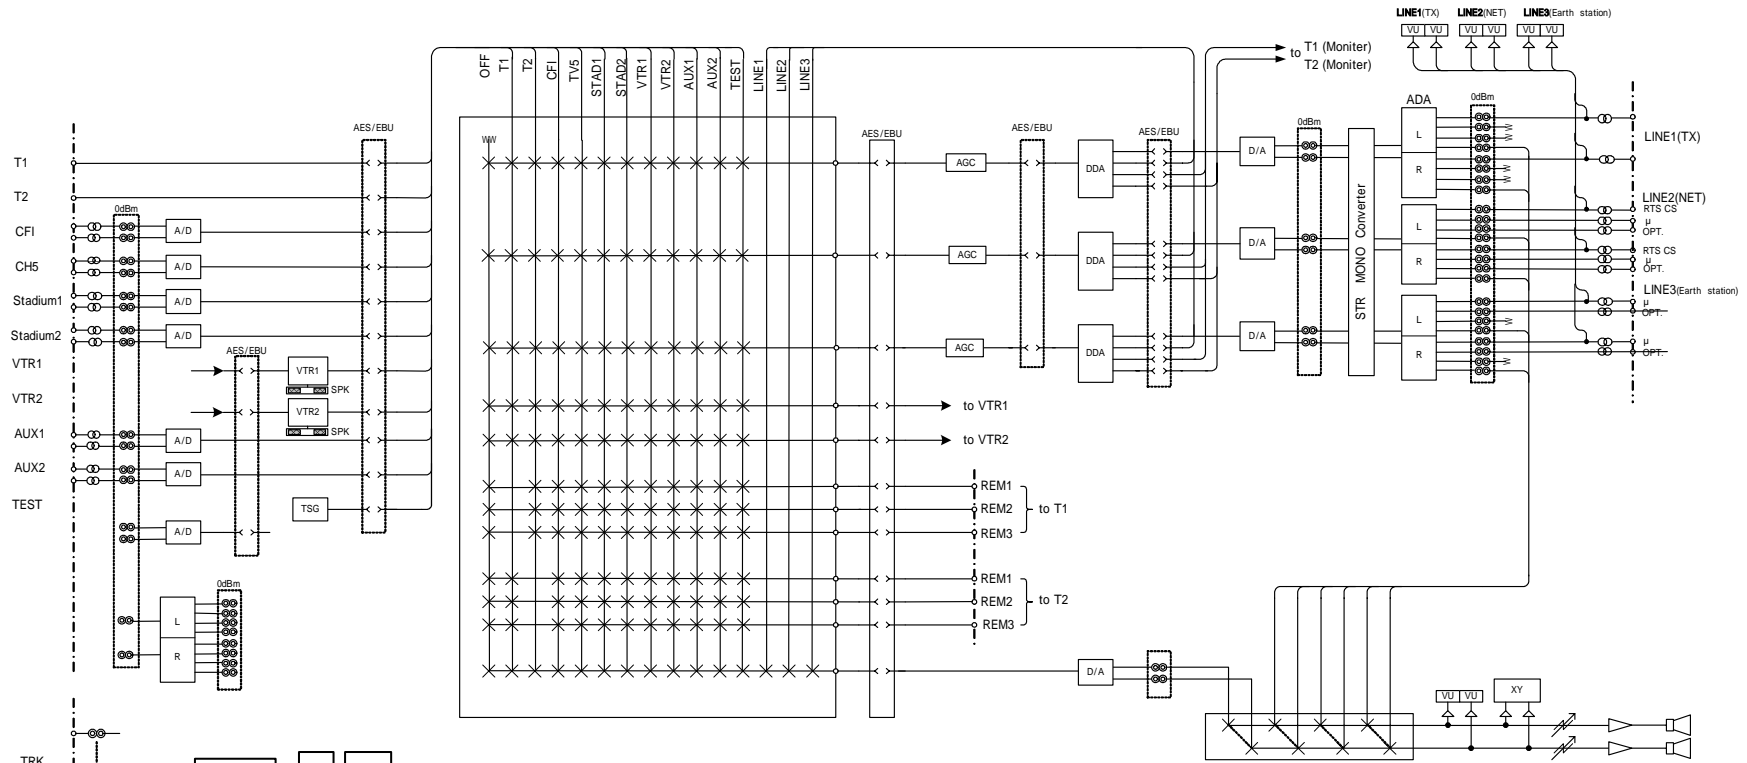 LINE1(TX) LINE2(NET) LINE3(Earth station)
VU VU VU VU VU VU
to T1 (Moniter)
T2 (Moniter)
OFF T1 T2 CFI TV5 STAD1 STAD2 VTR1 VTR2 AUX1 AUX2 TEST LINE1 LINE2 LINE3
AES/EBU
AES/EBU
AES/EBU
AES/EBU
0dBm
ADA
0dBm
WW
T1
AGC
DDA
D/A
L
R
LINE1(TX)
T2
0dBm
CFI
A/D
AGC
DDA
D/A
STR MONO Converter
L
R
LINE2(NET)
RTS CS
µ
OPT.
RTS CS
µ
OPT.
CH5
A/D
Stadium1
A/D
LINE3(Earth station)
µ
OPT.
Stadium2
A/D
AGC
DDA
D/A
L
R
µ
OPT.
AES/EBU
VTR1
VTR1
SPK
VTR2
VTR2
SPK
to VTR1
AUX1
A/D
to VTR2
AUX2
A/D
TEST
TSG
REM1
REM2
REM3
to T1
A/D
0dBm
REM1
REM2
REM3
to T2
L
R
D/A
VU VU
XY
TRK